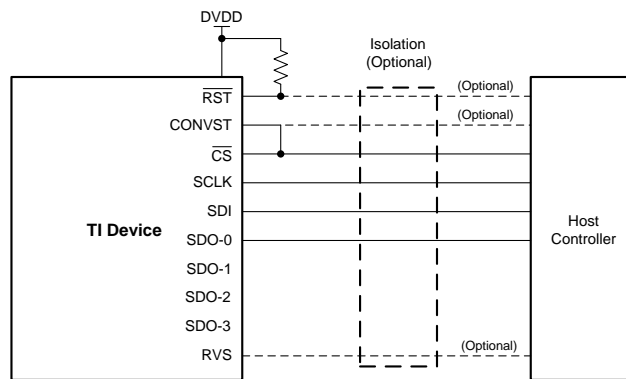 DVDD
Isolation
(Optional)
(Optional)
RST
(Optional)
CONVST
CS
SCLK
SDI
TI Device
SDO-0
Host
Controller
SDO-1
SDO-2
SDO-3
(Optional)
RVS